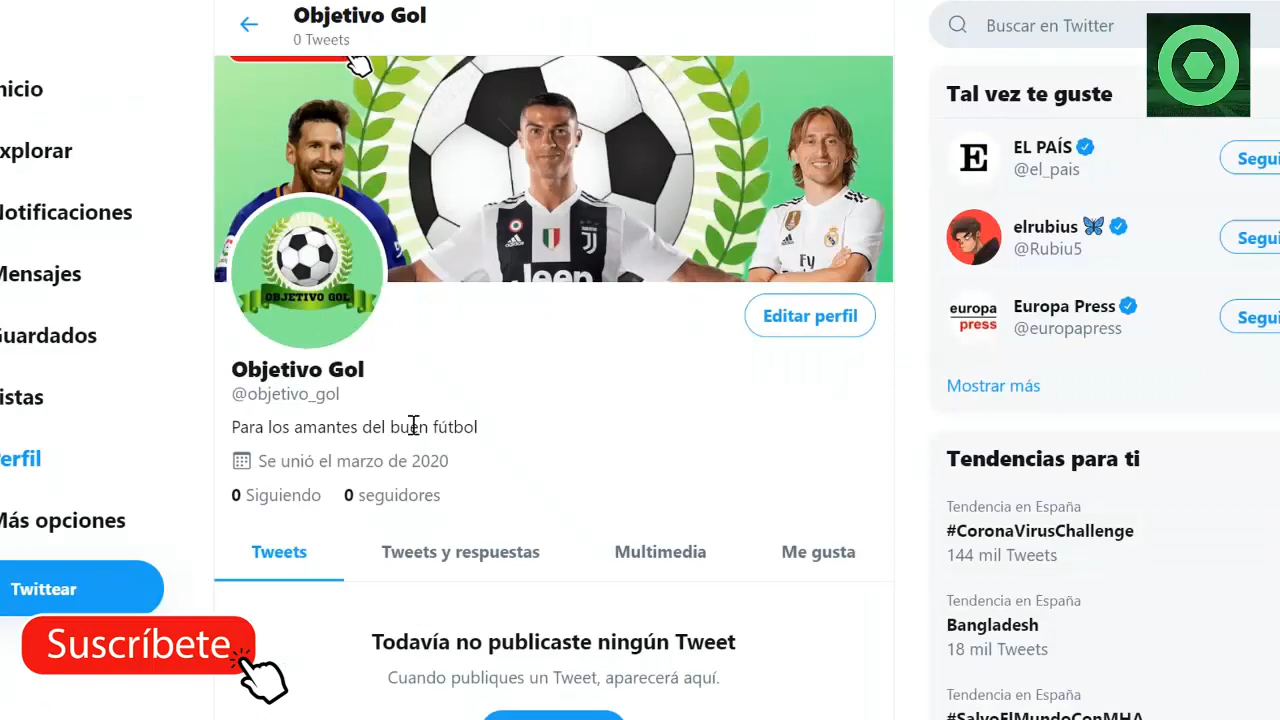 Objetivo Gol
0 Tweets
Buscar en Twitter
nicio
xplorar
Notificaciones
Mensajes
Guardados
istas
erfil
Más opciones
Twittear
Suscríbete
OBJETIVO GOL
Jeep
Fly
Editar perfil
Objetivo Gol
@objetivo_gol
Para los amantes del buen fútbol
Se unió el marzo de 2020
0 Siguiendo 0 seguidores
Tweets Tweets y respuestas Multimedia Me gusta
Todavía no publicaste ningún Tweet
Cuando publiques un Tweet, aparecerá aquí.
Tal vez te guste
E
EL PAÍS
@el_pais
Segui
elrubius
@Rubiu5
Segui
europa
press
Europa Press
@europapress
Segui
Mostrar más
Tendencias para ti
Tendencia en España
#CoronaVirusChallenge
144 mil Tweets
Tendencia en España
Bangladesh
18 mil Tweets
Tendencia en España
#SalvoElMundoConMHA